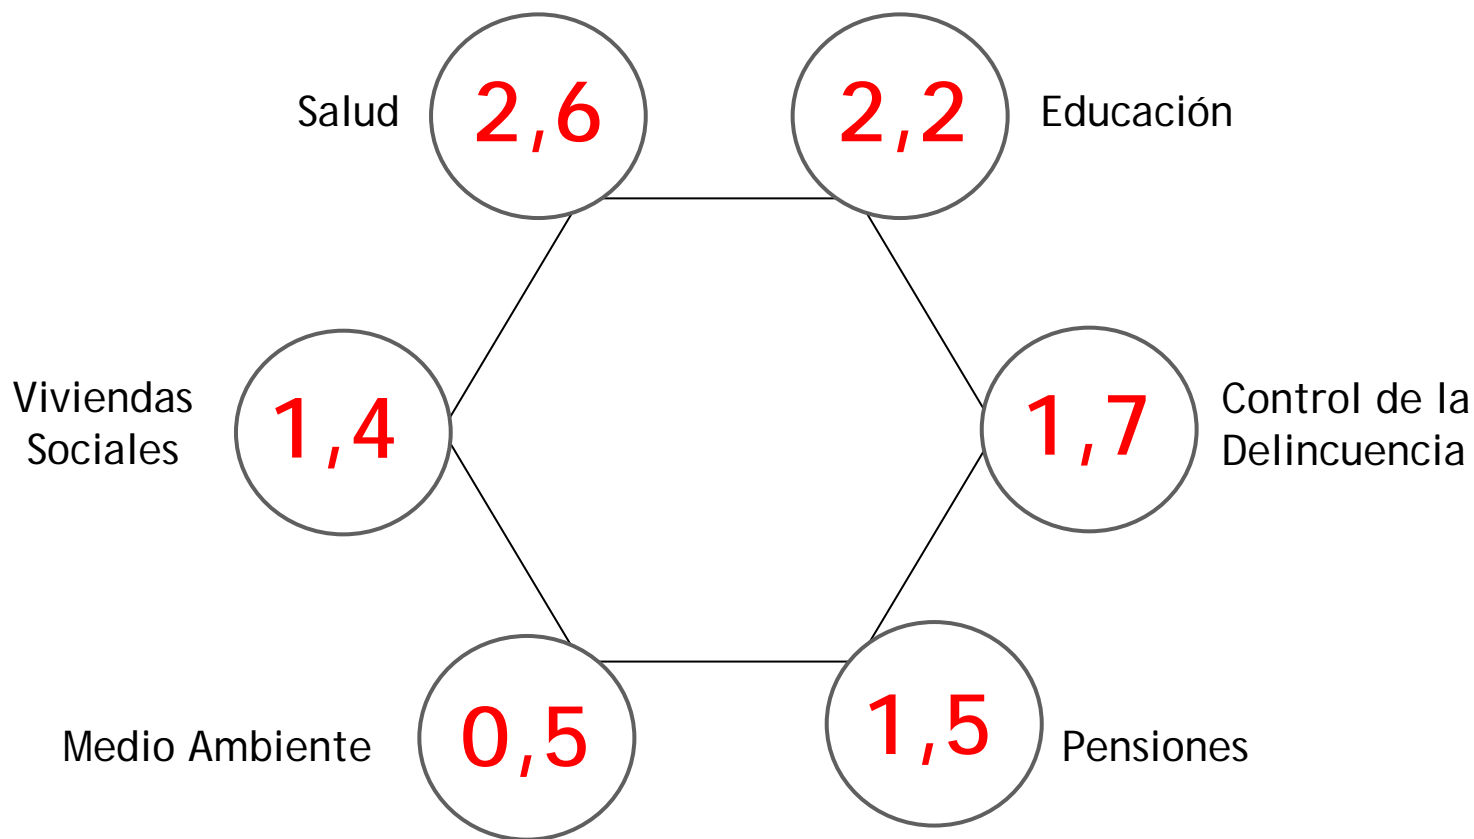 Salud
2,6
2,2
Educación
Viviendas
Sociales
1,4
1,7
Control de la
Delincuencia
Medio Ambiente
0,5
1,5
Pensiones